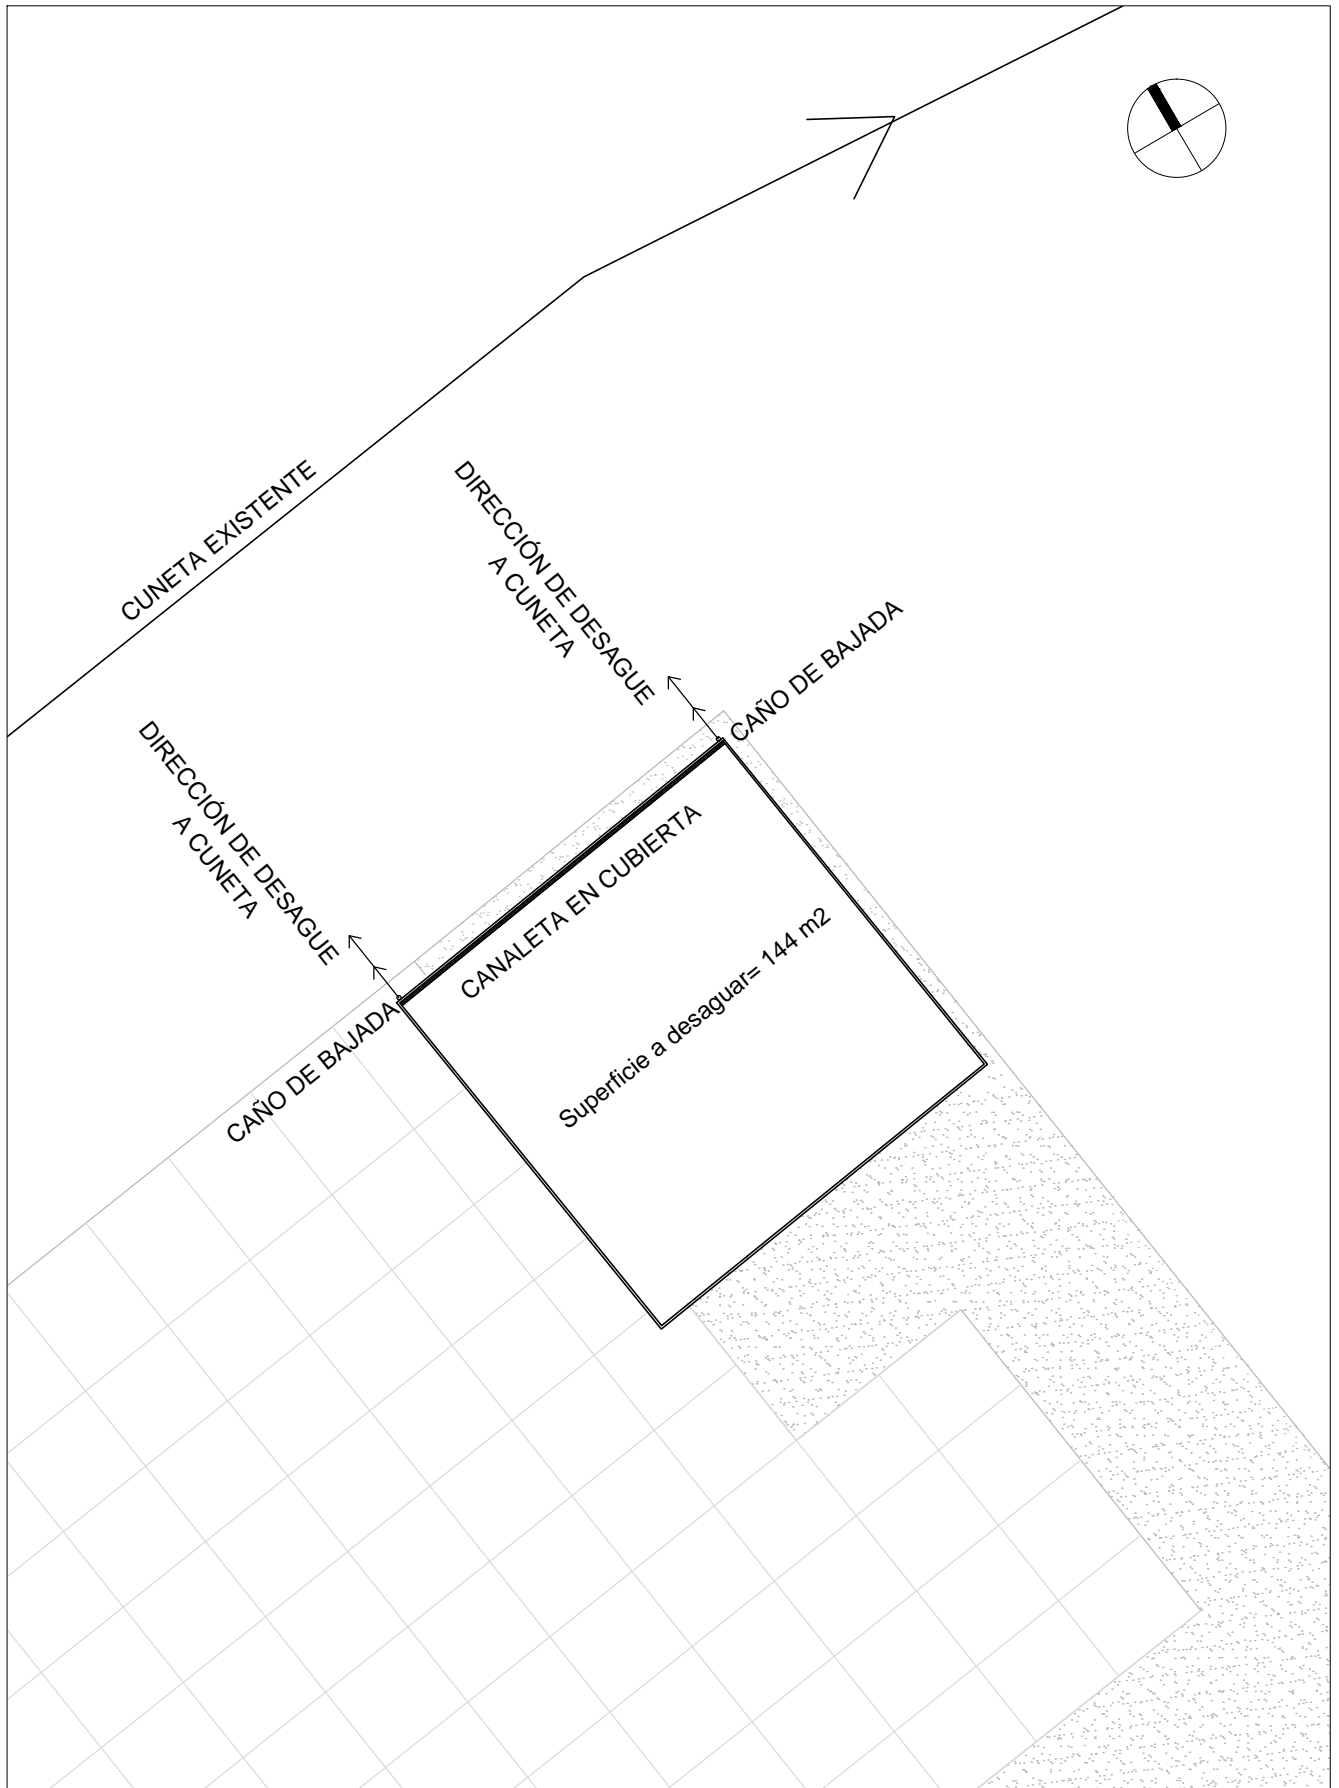 CUNETA EXISTENTE
DIRECCIÓN DE DESAGUE
A CUNETA
CAÑO DE BAJADA
DIRECCIÓN DE DESAGUE
A CUNETA
CANALETA EN CUBIERTA
Superficie a desaguar= 144 m2
CAÑO DE BAJADA